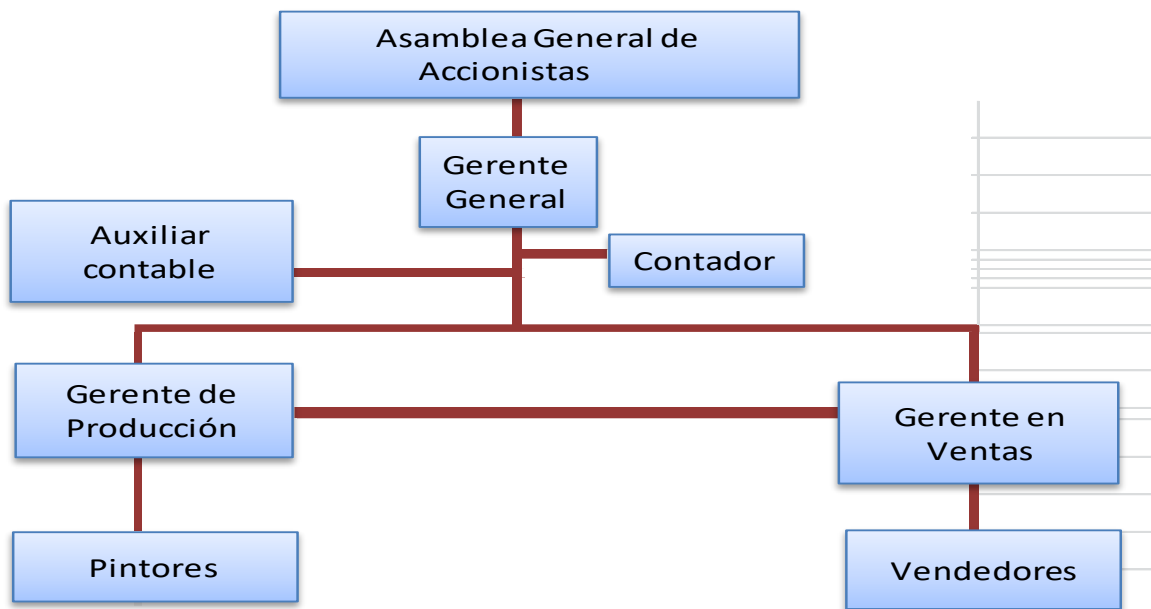 Asamblea General de
Accionistas
Gerente
General
Auxiliar
contable
Contador
Gerente de
Producción
Gerente en
Ventas
Pintores
Vendedores